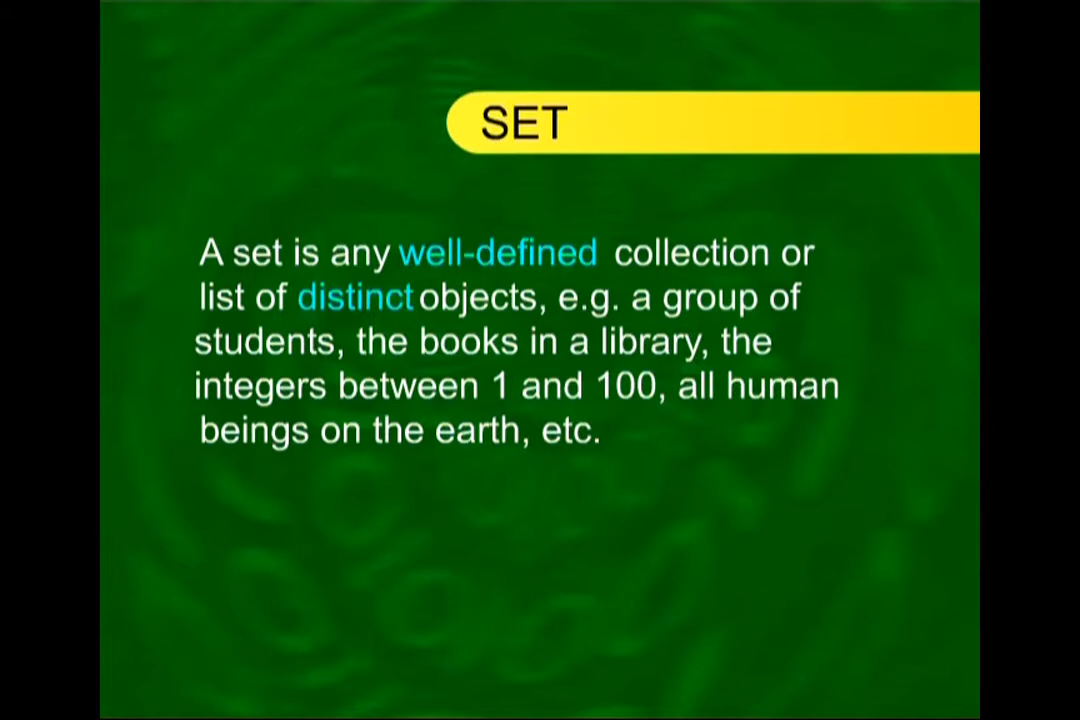 SET
A set is any well-defined collection or
list of distinct objects, e.g. a group of
students, the books in a library, the
integers between 1 and 100, all human
beings on the earth, etc.